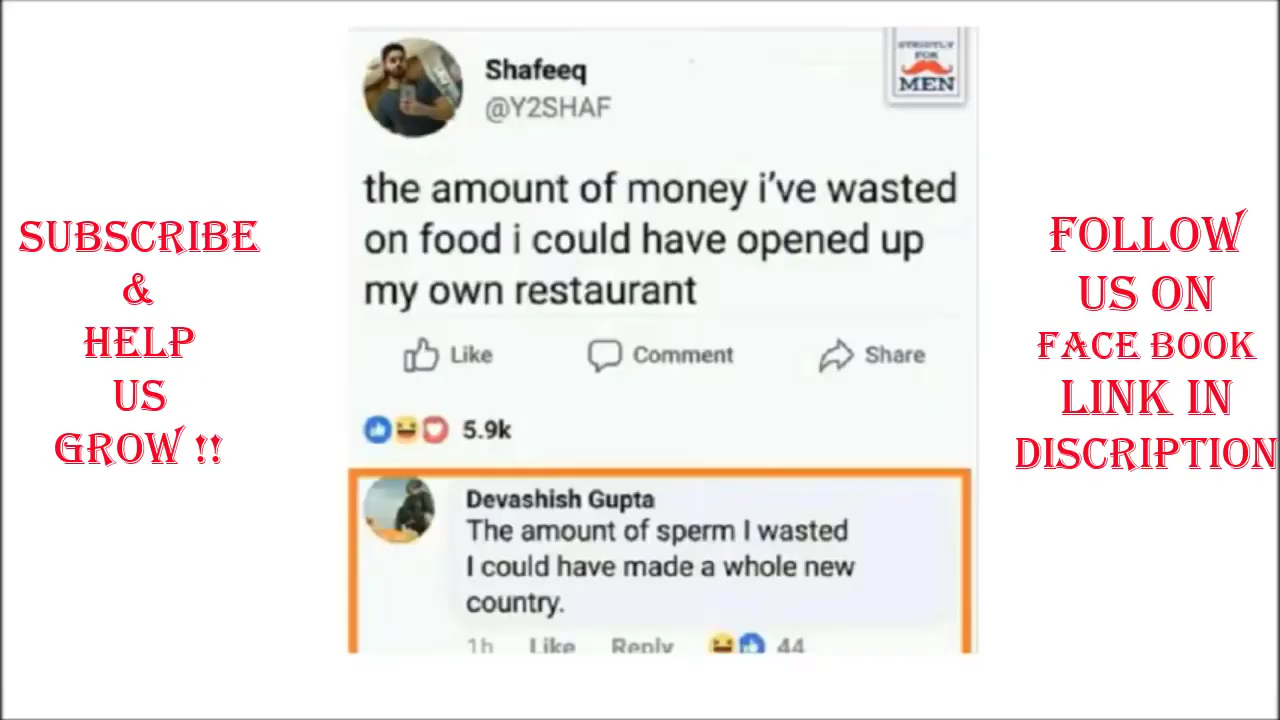 SUBSCRIBE
&
HELP
US
GROW !!
Shafeeq
@Y2SHAF
STRICTLY
FOR
MEN
the amount of money i've wasted
on food i could have opened up
my own restaurant
Like Comment Share
5.9k
Devashish Gupta
The amount of sperm I wasted
I could have made a whole new
country.
1h Like Reply 44
FOLLOW
US ON
FACE BOOK
LINK IN
DISCRIPTION